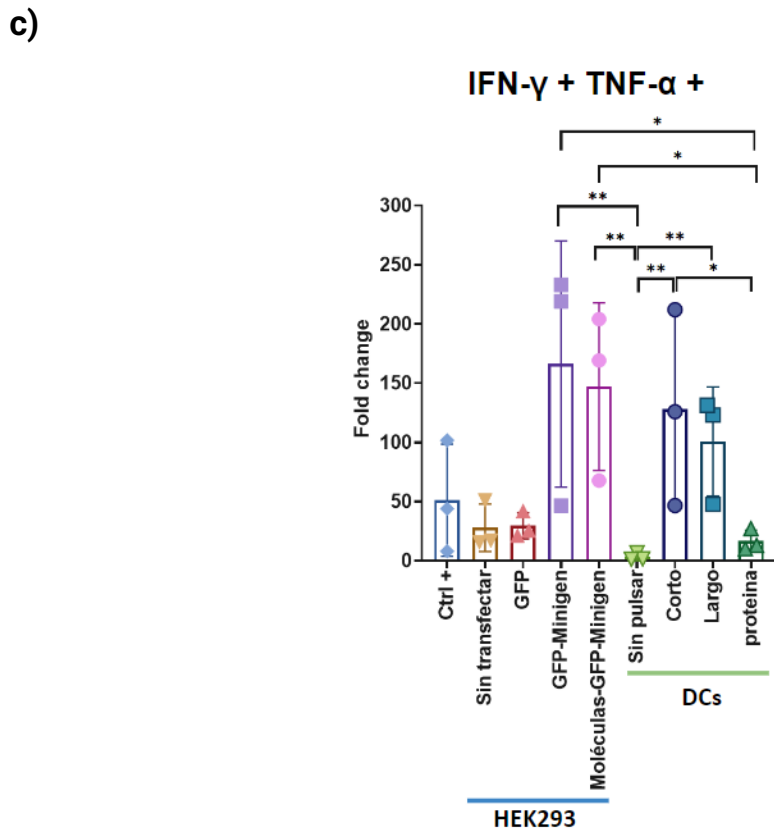 c)
IFN-γ + TNF-α +
*
*
**
** **
** *
Fold change
300
250
200
150
100
50
0
Ctrl +
Sin transfectar
GFP
GFP-Minigen
Moléculas-GFP-Minigen
Sin pulsar
Corto
Largo
proteina
DCs
HEK293